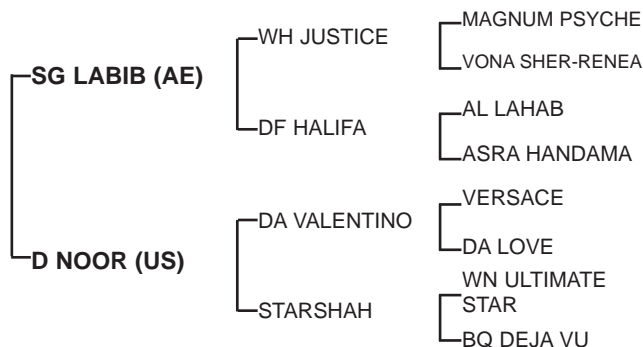 MAGNUM PSYCHE
WH JUSTICE
VONA SHER-RENEA
SG LABIB (AE)
AL LAHAB
DF HALIFA
ASRA HANDAMA
VERSACE
DA VALENTINO
DA LOVE
D NOOR (US)
WN ULTIMATE
STAR
STARSHAH
BQ DEJA VU